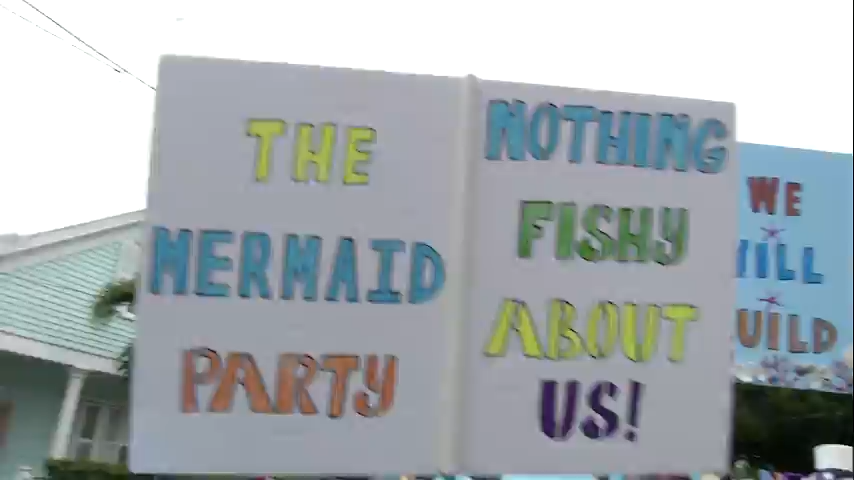 THE
MERMAID
PARTY
NOTHING
FISHY
ABOUT
US!
WE